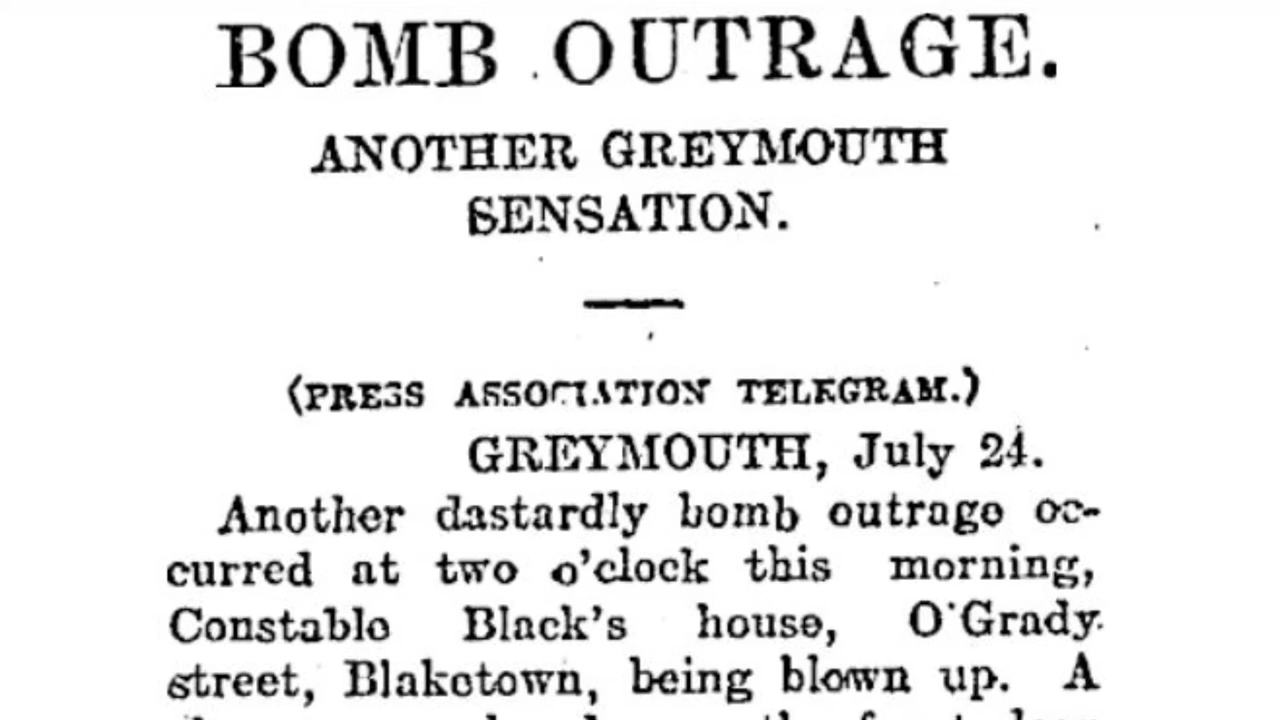 BOMB OUTRAGE.
ANOTHER GREYMOUTH
SENSATION.
(PRESS ASSOCIATION TELEGRAM.)
GREYMOUTH, July 24.
Another dastardly bomb outrage oc-
curred at two o'clock this morning,
Constable Black's house, O'Grady
street, Blaketown, being blown up. A